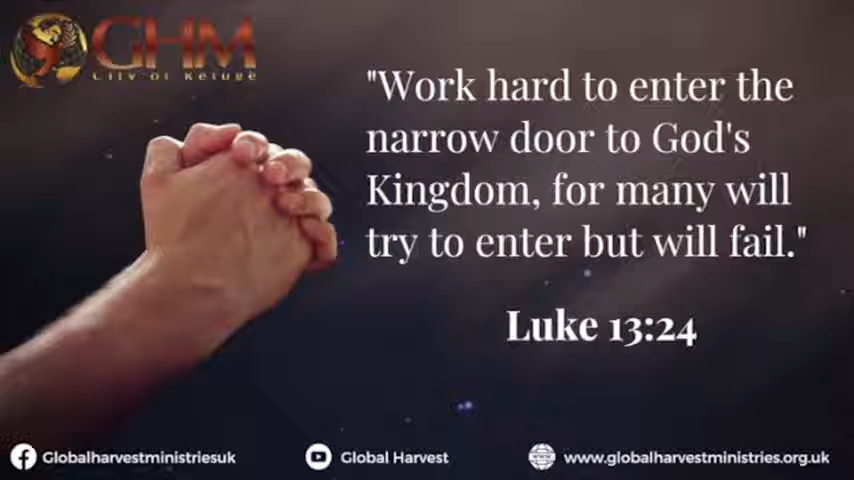 GHM
City of Refuge
"Work hard to enter the
narrow door to God's
Kingdom, for many will
try to enter but will fail."
Luke 13:24
Globalharvestministriesuk
Global Harvest
www.globalharvestministries.org.uk